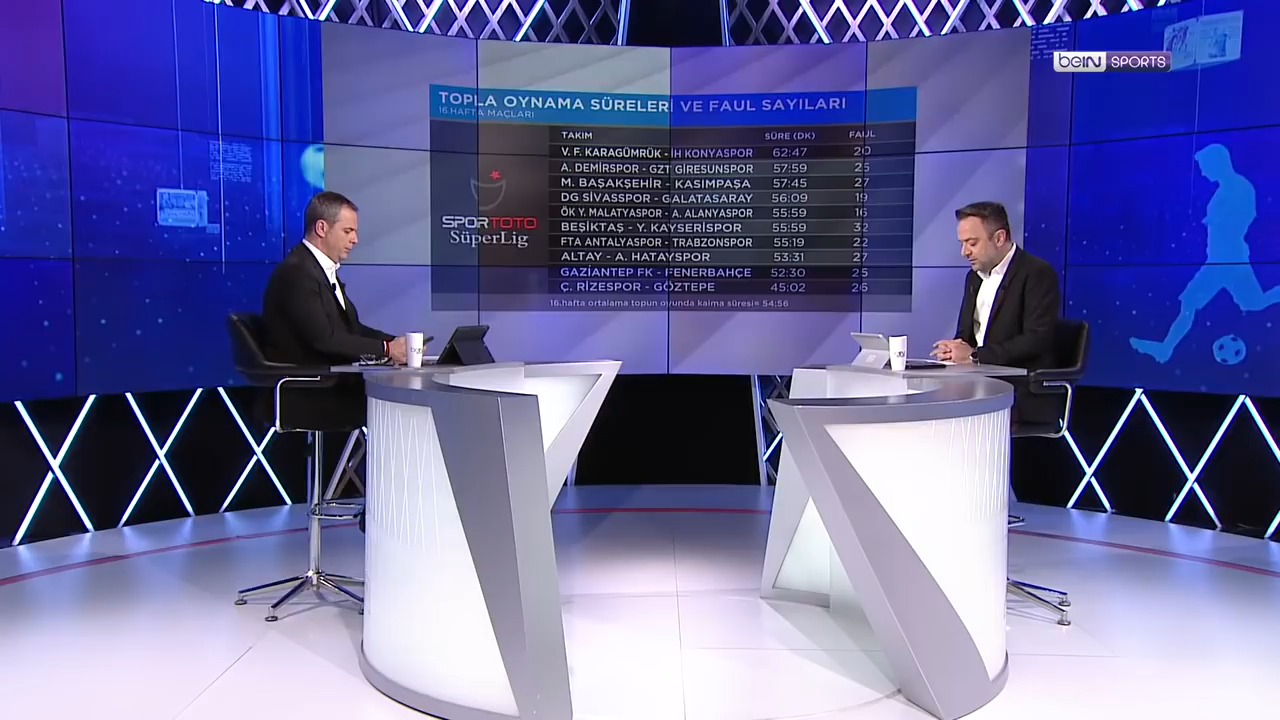 beIN SPORTS
TOPLA OYNAMA SÜRELERİ VE FAUL SAYILARI
16.HAFTA MAÇLARI
TAKIM SÜRE (DK) FAUL
V. F. KARAGÜMRÜK - İH KONYASPOR 62:47 20
A. DEMİRSPOR - GZT GİRESUNSPOR 57:59 25
M. BAŞAKŞEHİR - KASIMPAŞA 57:45 27
DG SİVASSPOR - GALATASARAY 56:09 19
ÖK Y. MALATYASPOR - A. ALANYASPOR 55:59 16
BEŞİKTAŞ - Y. KAYSERİSPOR 55:59 32
FTA ANTALYASPOR - TRABZONSPOR 55:19 22
ALTAY - A. HATAYSPOR 53:31 27
GAZİANTEP FK - FENERBAHÇE 52:30 25
Ç. RİZESPOR - GÖZTEPE 45:02 26
16.hafta ortalama topun oyunda kalma süresi= 54:56
SPOR TOTO
SüperLig